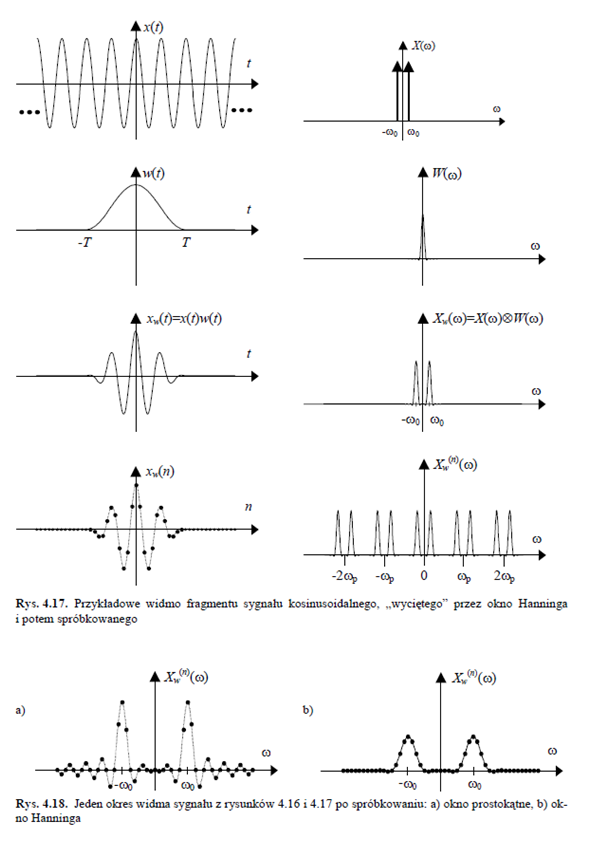 x(t)
t
•••
•••
X(ω)
ω
-ω₀ ω₀
w(t)
t
-T T
W(ω)
ω
xw(t)=x(t)w(t)
t
Xw(ω)=X(ω)⊗W(ω)
ω
-ω₀ ω₀
xw(n)
n
Xw⁽ⁿ⁾(ω)
ω
-2ωp -ωp 0 ωp 2ωp
Rys. 4.17. Przykładowe widmo fragmentu sygnału kosinusoidalnego, „wyciętego” przez okno Hanninga
i potem spróbkowanego
a)
Xw⁽ⁿ⁾(ω)
ω
-ω₀ ω₀
b)
Xw⁽ⁿ⁾(ω)
ω
-ω₀ ω₀
Rys. 4.18. Jeden okres widma sygnału z rysunków 4.16 i 4.17 po spróbkowaniu: a) okno prostokątne, b) ok-
no Hanninga